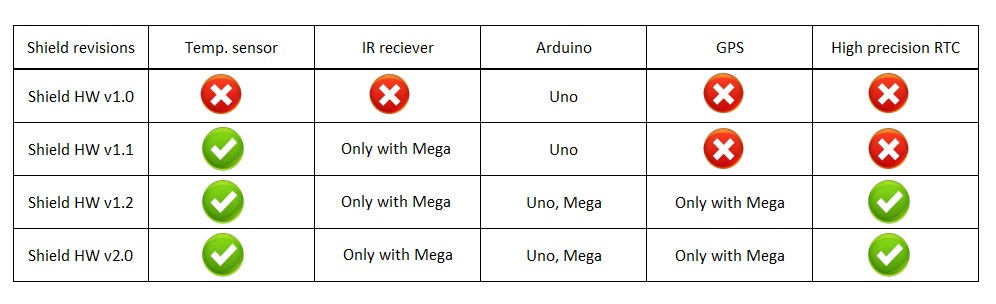 Shield revisions Temp. sensor IR reciever Arduino GPS High precision RTC
Shield HW v1.0 Uno
Shield HW v1.1 Only with Mega Uno
Shield HW v1.2 Only with Mega Uno, Mega Only with Mega
Shield HW v2.0 Only with Mega Uno, Mega Only with Mega